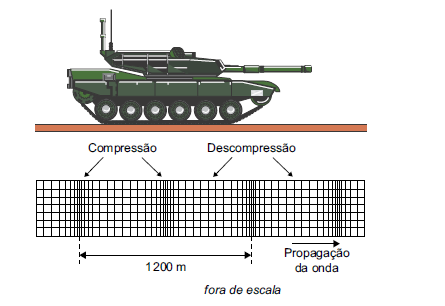 Compressão Descompressão
1200 m
Propagação
da onda
fora de escala